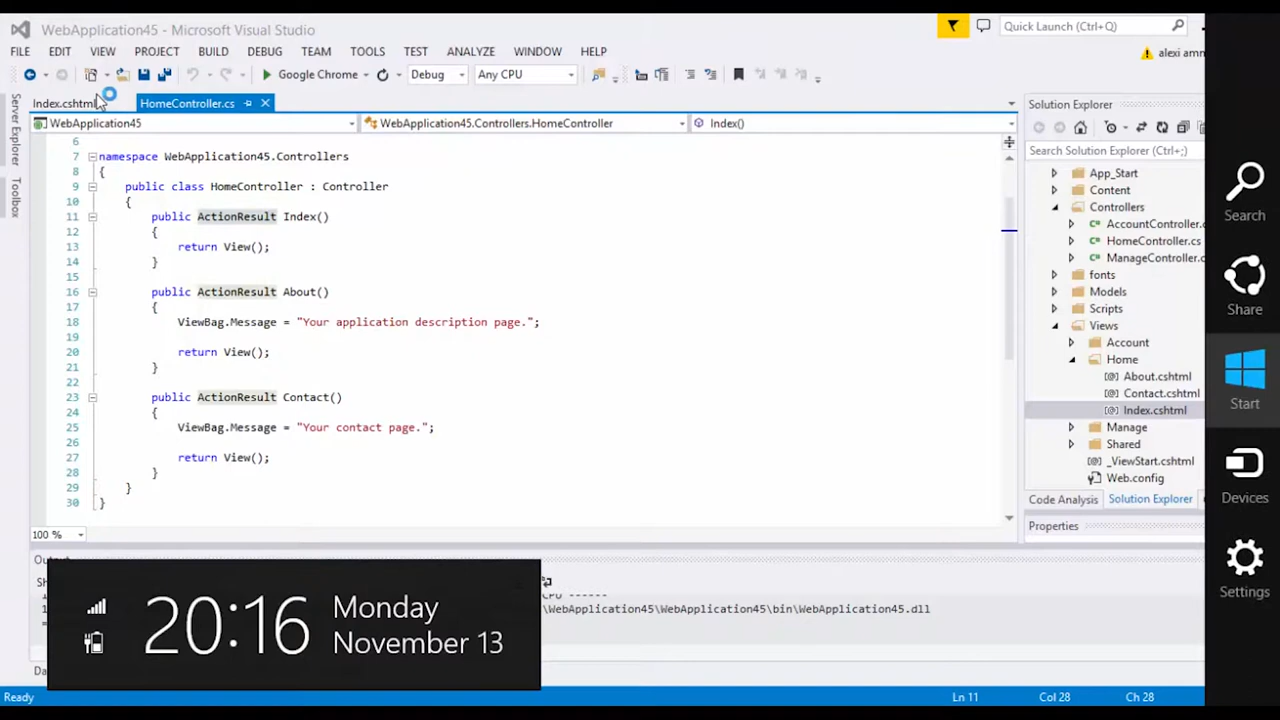 WebApplication45 - Microsoft Visual Studio
Quick Launch (Ctrl+Q)
FILE EDIT VIEW PROJECT BUILD DEBUG TEAM TOOLS TEST ANALYZE WINDOW HELP
alexi amn
Google Chrome Debug Any CPU
Server Explorer
Toolbox
Index.cshtml HomeController.cs
WebApplication45 WebApplication45.Controllers.HomeController Index()
6
7 namespace WebApplication45.Controllers
8 {
9 public class HomeController : Controller
10 {
11 public ActionResult Index()
12 {
13 return View();
14 }
15
16 public ActionResult About()
17 {
18 ViewBag.Message = "Your application description page.";
19
20 return View();
21 }
22
23 public ActionResult Contact()
24 {
25 ViewBag.Message = "Your contact page.";
26
27 return View();
28 }
29 }
30 }
100 %
Solution Explorer
Search Solution Explorer (Ctrl+;)
App_Start
Content
Controllers
AccountController.c
HomeController.cs
ManageController.c
fonts
Models
Scripts
Views
Account
Home
About.cshtml
Contact.cshtml
Index.cshtml
Manage
Shared
_ViewStart.cshtml
Web.config
Code Analysis Solution Explorer
Properties
Search
Share
Start
Devices
Settings
\WebApplication45\WebApplication45\bin\WebApplication45.dll
20:16
Monday
November 13
Ready Ln 11 Col 28 Ch 28